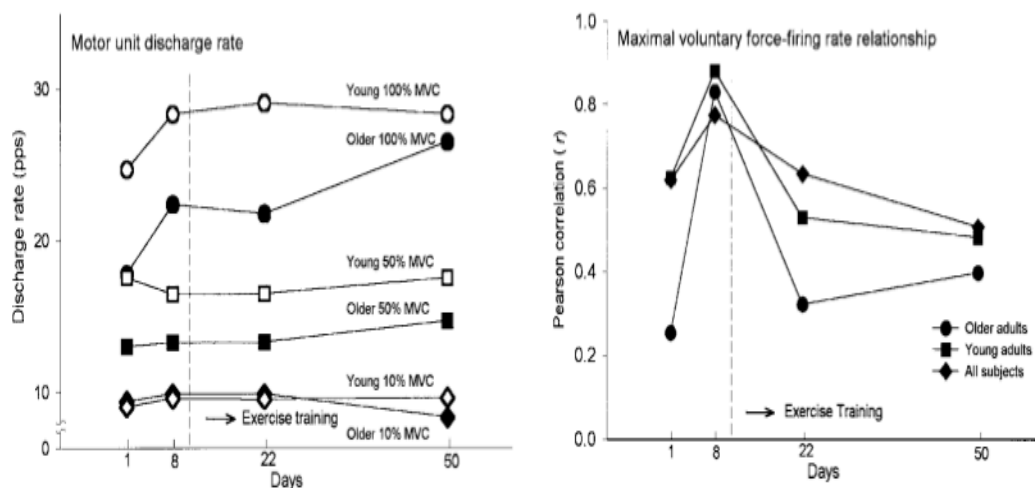 Motor unit discharge rate
30
20
10
0
Discharge rate (pps)
Young 100% MVC
Older 100% MVC
Young 50% MVC
Older 50% MVC
Young 10% MVC
Exercise training
Older 10% MVC
1 8 22 50
Days
Maximal voluntary force-firing rate relationship
1.0
0.8
0.6
0.4
0.2
0.0
Pearson correlation (r)
Older adults
Young adults
All subjects
Exercise Training
1 8 22 50
Days